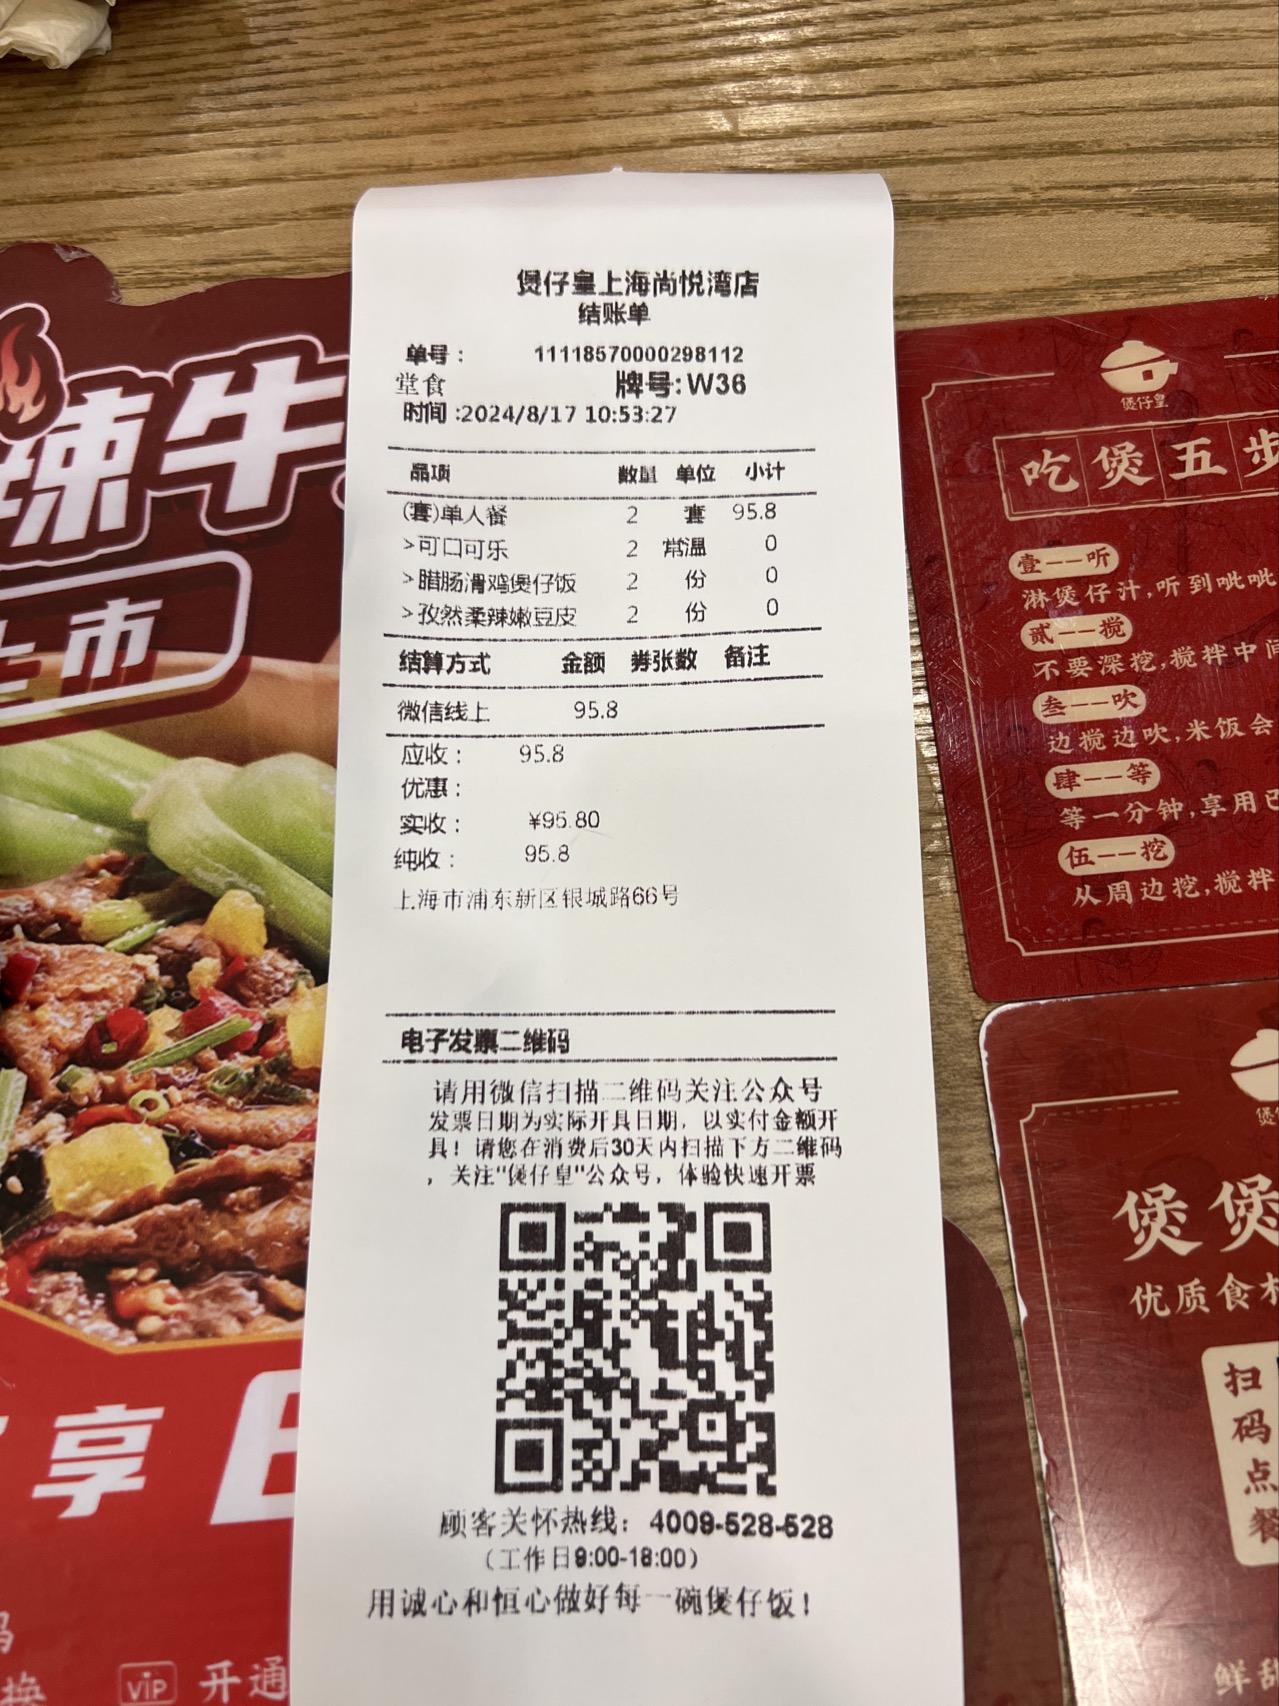 煲仔皇上海尚悦湾店
结账单
单号： 11118570000298112
堂食 牌号:W36
时间:2024/8/17 10:53:27
品项 数量 单位 小计
(套)单人餐 2 套 95.8
>可口可乐 2 常温 0
>腊肠滑鸡煲仔饭 2 份 0
>孜然柔辣嫩豆皮 2 份 0
结算方式 金额 券张数 备注
微信线上 95.8
应收： 95.8
优惠：
实收： ¥95.80
纯收： 95.8
上海市浦东新区银城路66号
电子发票二维码
请用微信扫描二维码关注公众号
发票日期为实际开具日期，以实付金额开
具！请您在消费后30天内扫描下方二维码
，关注"煲仔皇"公众号，体验快速开票
顾客关怀热线：4009-528-528
（工作日9:00-18:00）
用诚心和恒心做好每一碗煲仔饭！
辣牛
上市
享
换
VIP 开通
煲仔皇
吃煲五步
壹——听
淋煲仔汁,听到呲呲
贰——搅
不要深挖,搅拌中间
叁——吹
边搅边吹,米饭会
肆——等
等一分钟,享用
伍——挖
从周边挖,搅拌
煲
煲煲
优质食材
扫码点餐
鲜甜